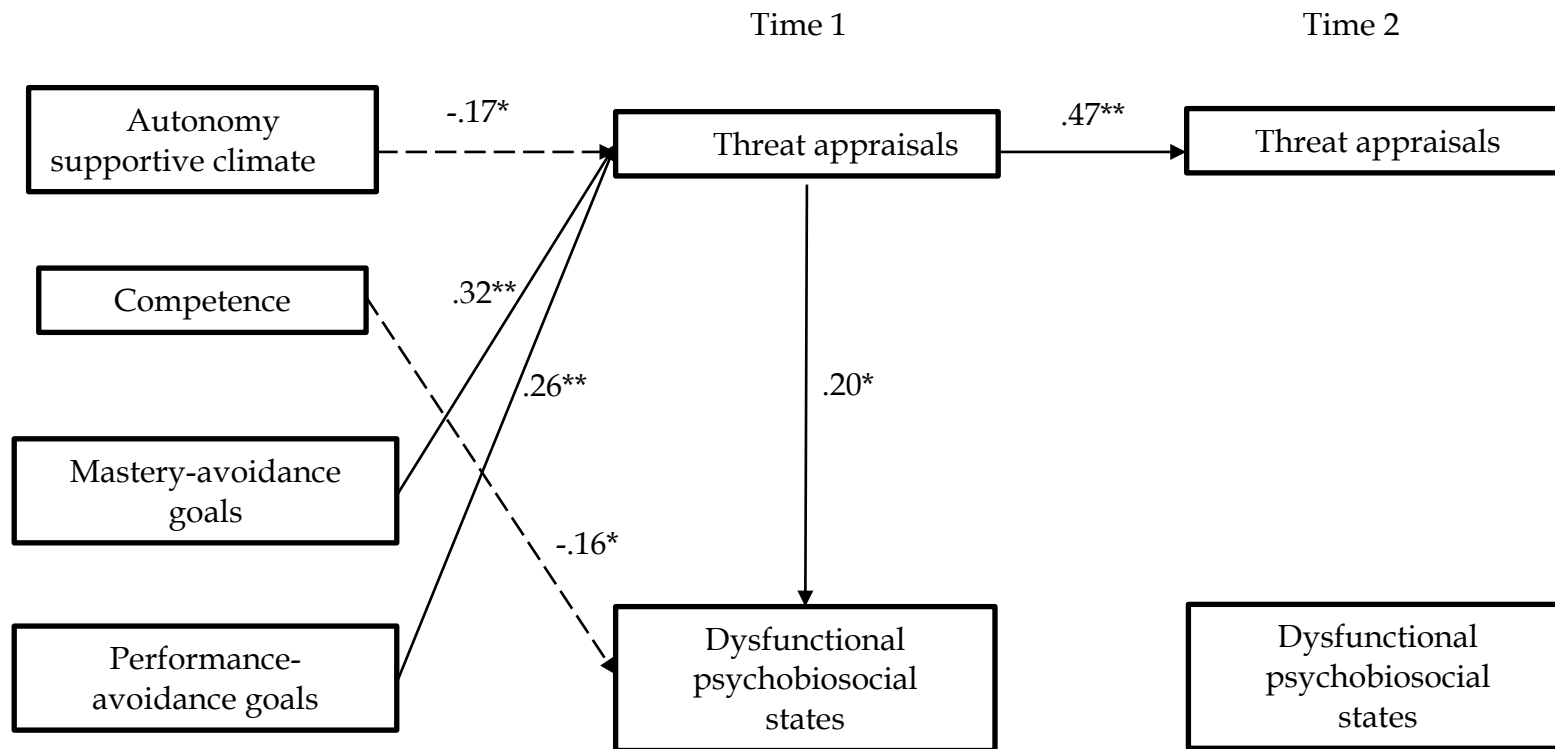 Time 1
Time 2
Autonomy
supportive climate
-.17*
Threat appraisals
.47**
Threat appraisals
Competence
.32**
.26**
.20*
Mastery-avoidance
goals
-.16*
Performance-
avoidance goals
Dysfunctional
psychobiosocial
states
Dysfunctional
psychobiosocial
states